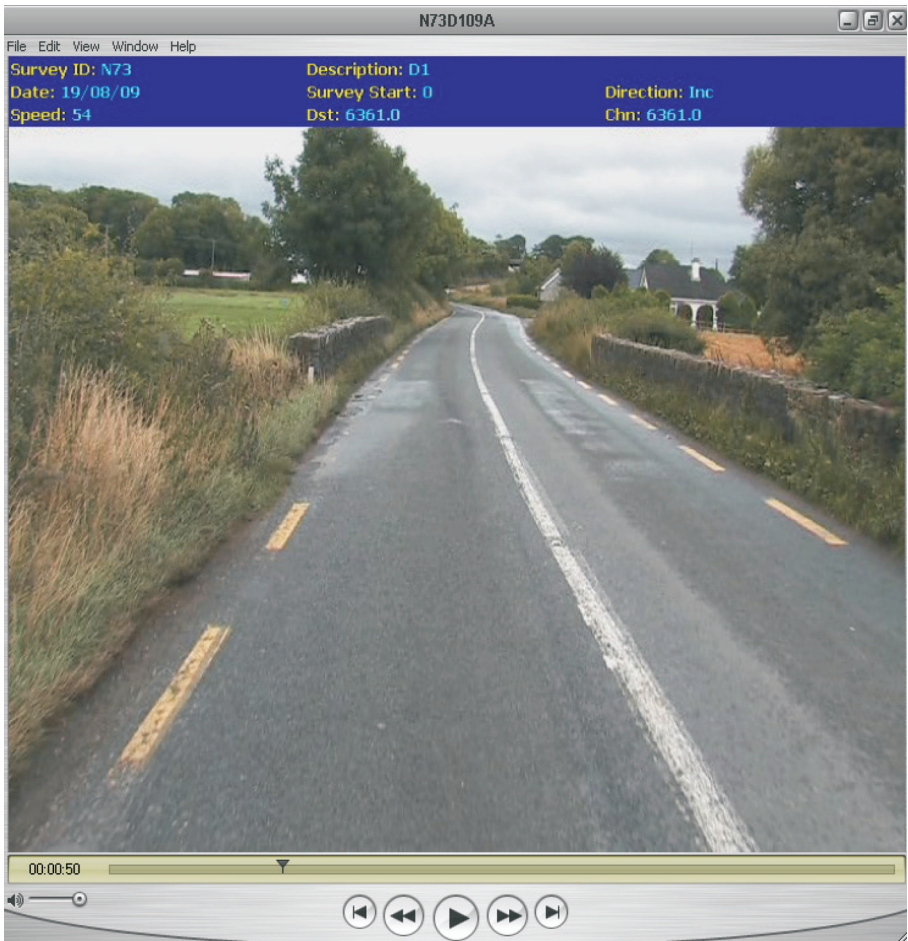 N73D109A
File Edit View Window Help
Survey ID: N73 Description: D1
Date: 19/08/09 Survey Start: 0 Direction: Inc
Speed: 54 Dst: 6361.0 Chn: 6361.0
00:00:50